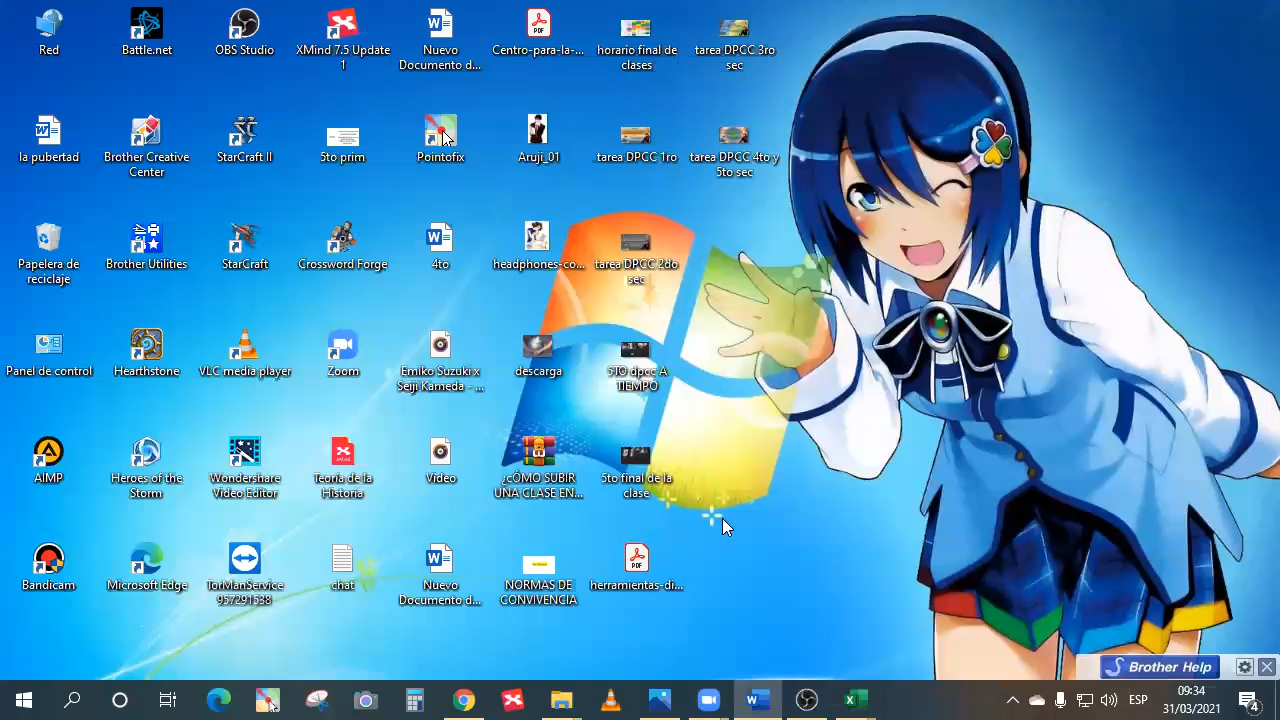 Red
Battle.net
OBS Studio
XMind 7.5 Update
1
Nuevo
Documento d...
Centro-para-la-...
horario final de
clases
tarea DPCC 3ro
sec
la pubertad
Brother Creative
Center
StarCraft II
5to prim
Pointofix
Aruji_01
tarea DPCC 1ro
tarea DPCC 4to y
5to sec
Papelera de
reciclaje
Brother Utilities
StarCraft
Crossword Forge
4to
headphones-co...
tarea DPCC 2do
sec
Panel de control
Hearthstone
VLC media player
Zoom
Emiko Suzuki x
Seiji Kameda - ...
descarga
5TO dpcc A
TIEMPO
AIMP
Heroes of the
Storm
Wondershare
Video Editor
Teoría de la
Historia
Video
¿CÓMO SUBIR
UNA CLASE EN...
5to final de la
clase
Bandicam
Microsoft Edge
TorManService
957291538
chat
Nuevo
Documento d...
NORMAS DE
CONVIVENCIA
herramientas-di...
Brother Help
ESP
09:34
31/03/2021
4